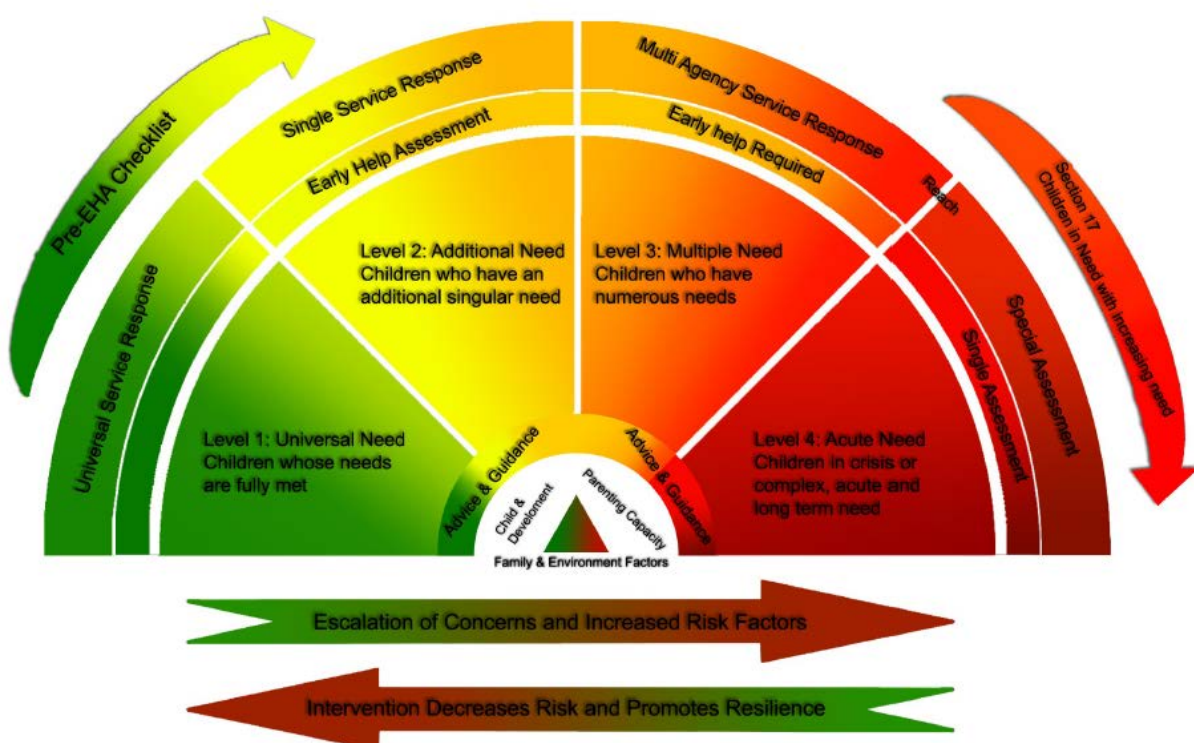 Pre-EHA Checklist
Universal Service Response
Single Service Response
Early Help Assessment
Multi Agency Service Response
Early help Required
Reach
Section 17
Children in Need with increasing need
Special Assessment
Single Assessment
Level 1: Universal Need
Children whose needs
are fully met
Level 2: Additional Need
Children who have an
additional singular need
Level 3: Multiple Need
Children who have
numerous needs
Level 4: Acute Need
Children in crisis or
complex, acute and
long term need
Advice & Guidance
Advice & Guidance
Child &
Develoment
Parenting Capacity
Family & Environment Factors
Escalation of Concerns and Increased Risk Factors
Intervention Decreases Risk and Promotes Resilience